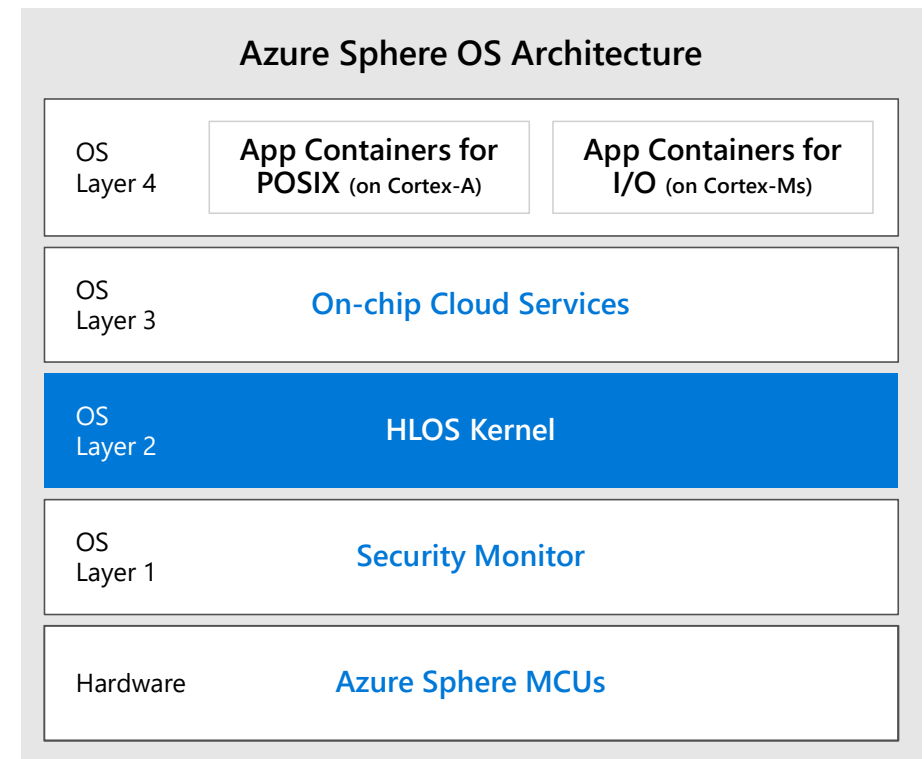 Azure Sphere OS Architecture
OS
Layer 4
App Containers for
POSIX (on Cortex-A)
App Containers for
I/O (on Cortex-Ms)
OS
Layer 3
On-chip Cloud Services
OS
Layer 2
HLOS Kernel
OS
Layer 1
Security Monitor
Hardware
Azure Sphere MCUs